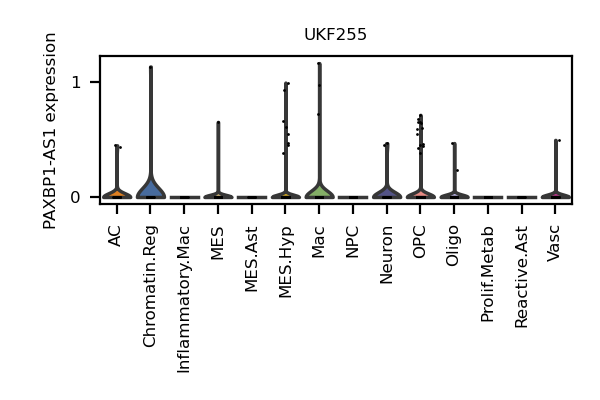 UKF255
PAXBP1-AS1 expression
1
0
AC
Chromatin.Reg
Inflammatory.Mac
MES
MES.Ast
MES.Hyp
Mac
NPC
Neuron
OPC
Oligo
Prolif.Metab
Reactive.Ast
Vasc